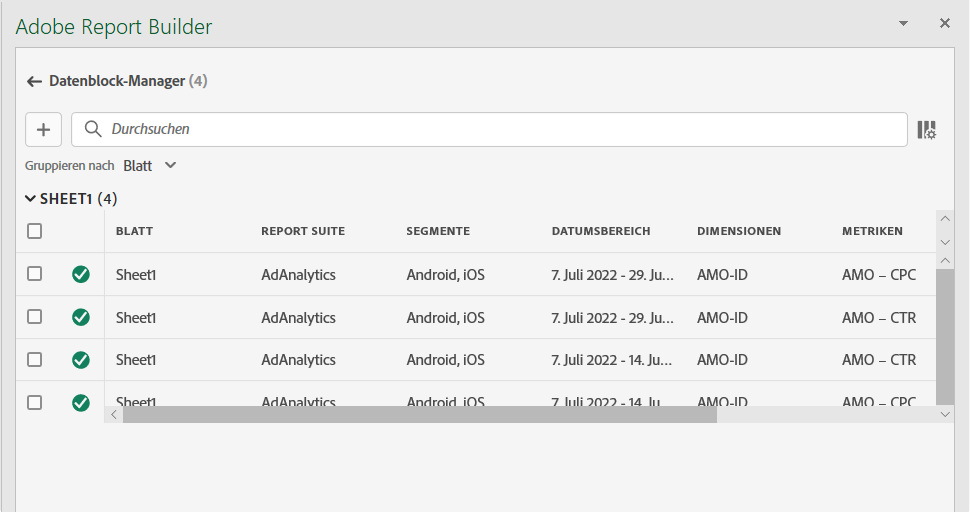 Adobe Report Builder
Datenblock-Manager (4)
Durchsuchen
Gruppieren nach Blatt
SHEET1 (4)
BLATT REPORT SUITE SEGMENTE DATUMSBEREICH DIMENSIONEN METRIKEN
Sheet1 AdAnalytics Android, iOS 7. Juli 2022 - 29. Ju... AMO-ID AMO – CPC
Sheet1 AdAnalytics Android, iOS 7. Juli 2022 - 29. Ju... AMO-ID AMO – CTR
Sheet1 AdAnalytics Android, iOS 7. Juli 2022 - 14. Ju... AMO-ID AMO – CTR
Sheet1 AdAnalytics Android, iOS 7. Juli 2022 - 14. Ju... AMO-ID AMO – CPC